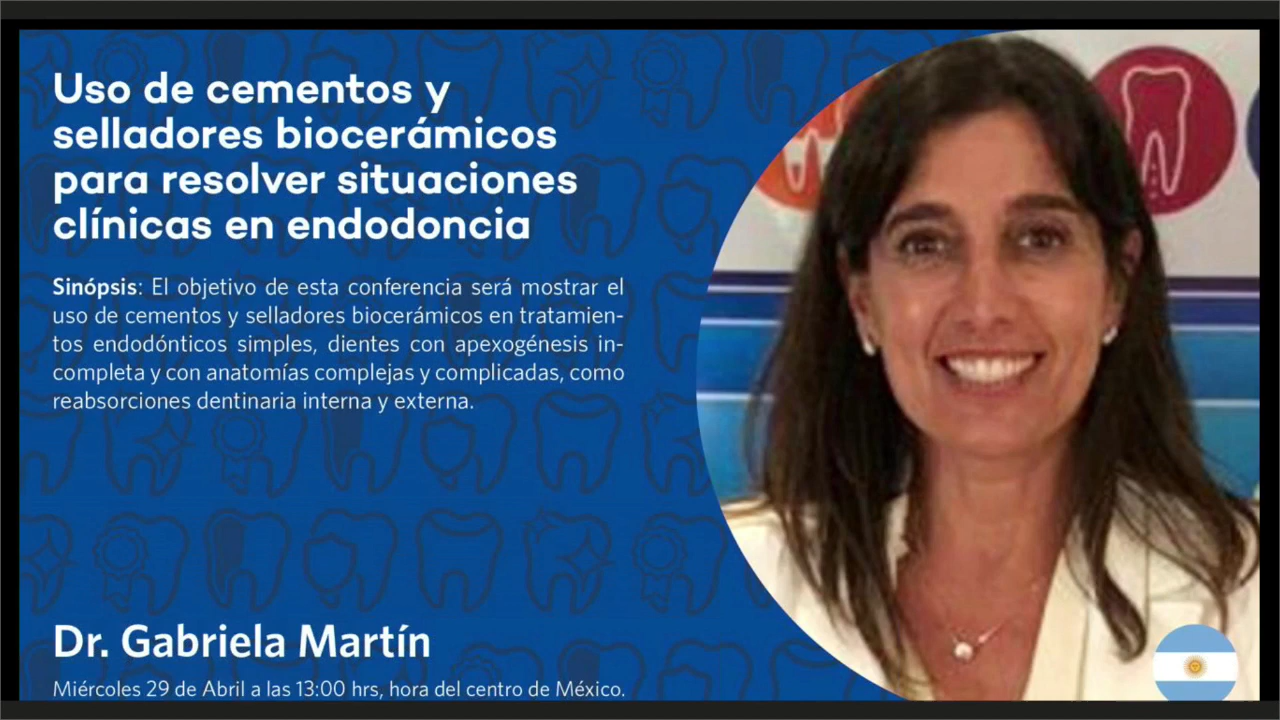 Uso de cementos y
selladores biocerámicos
para resolver situaciones
clínicas en endodoncia
Sinópsis: El objetivo de esta conferencia será mostrar el
uso de cementos y selladores biocerámicos en tratamien-
tos endodónticos simples, dientes con apexogénesis in-
completa y con anatomías complejas y complicadas, como
reabsorciones dentinaria interna y externa.
Dr. Gabriela Martín
Miércoles 29 de Abril a las 13:00 hrs, hora del centro de México.